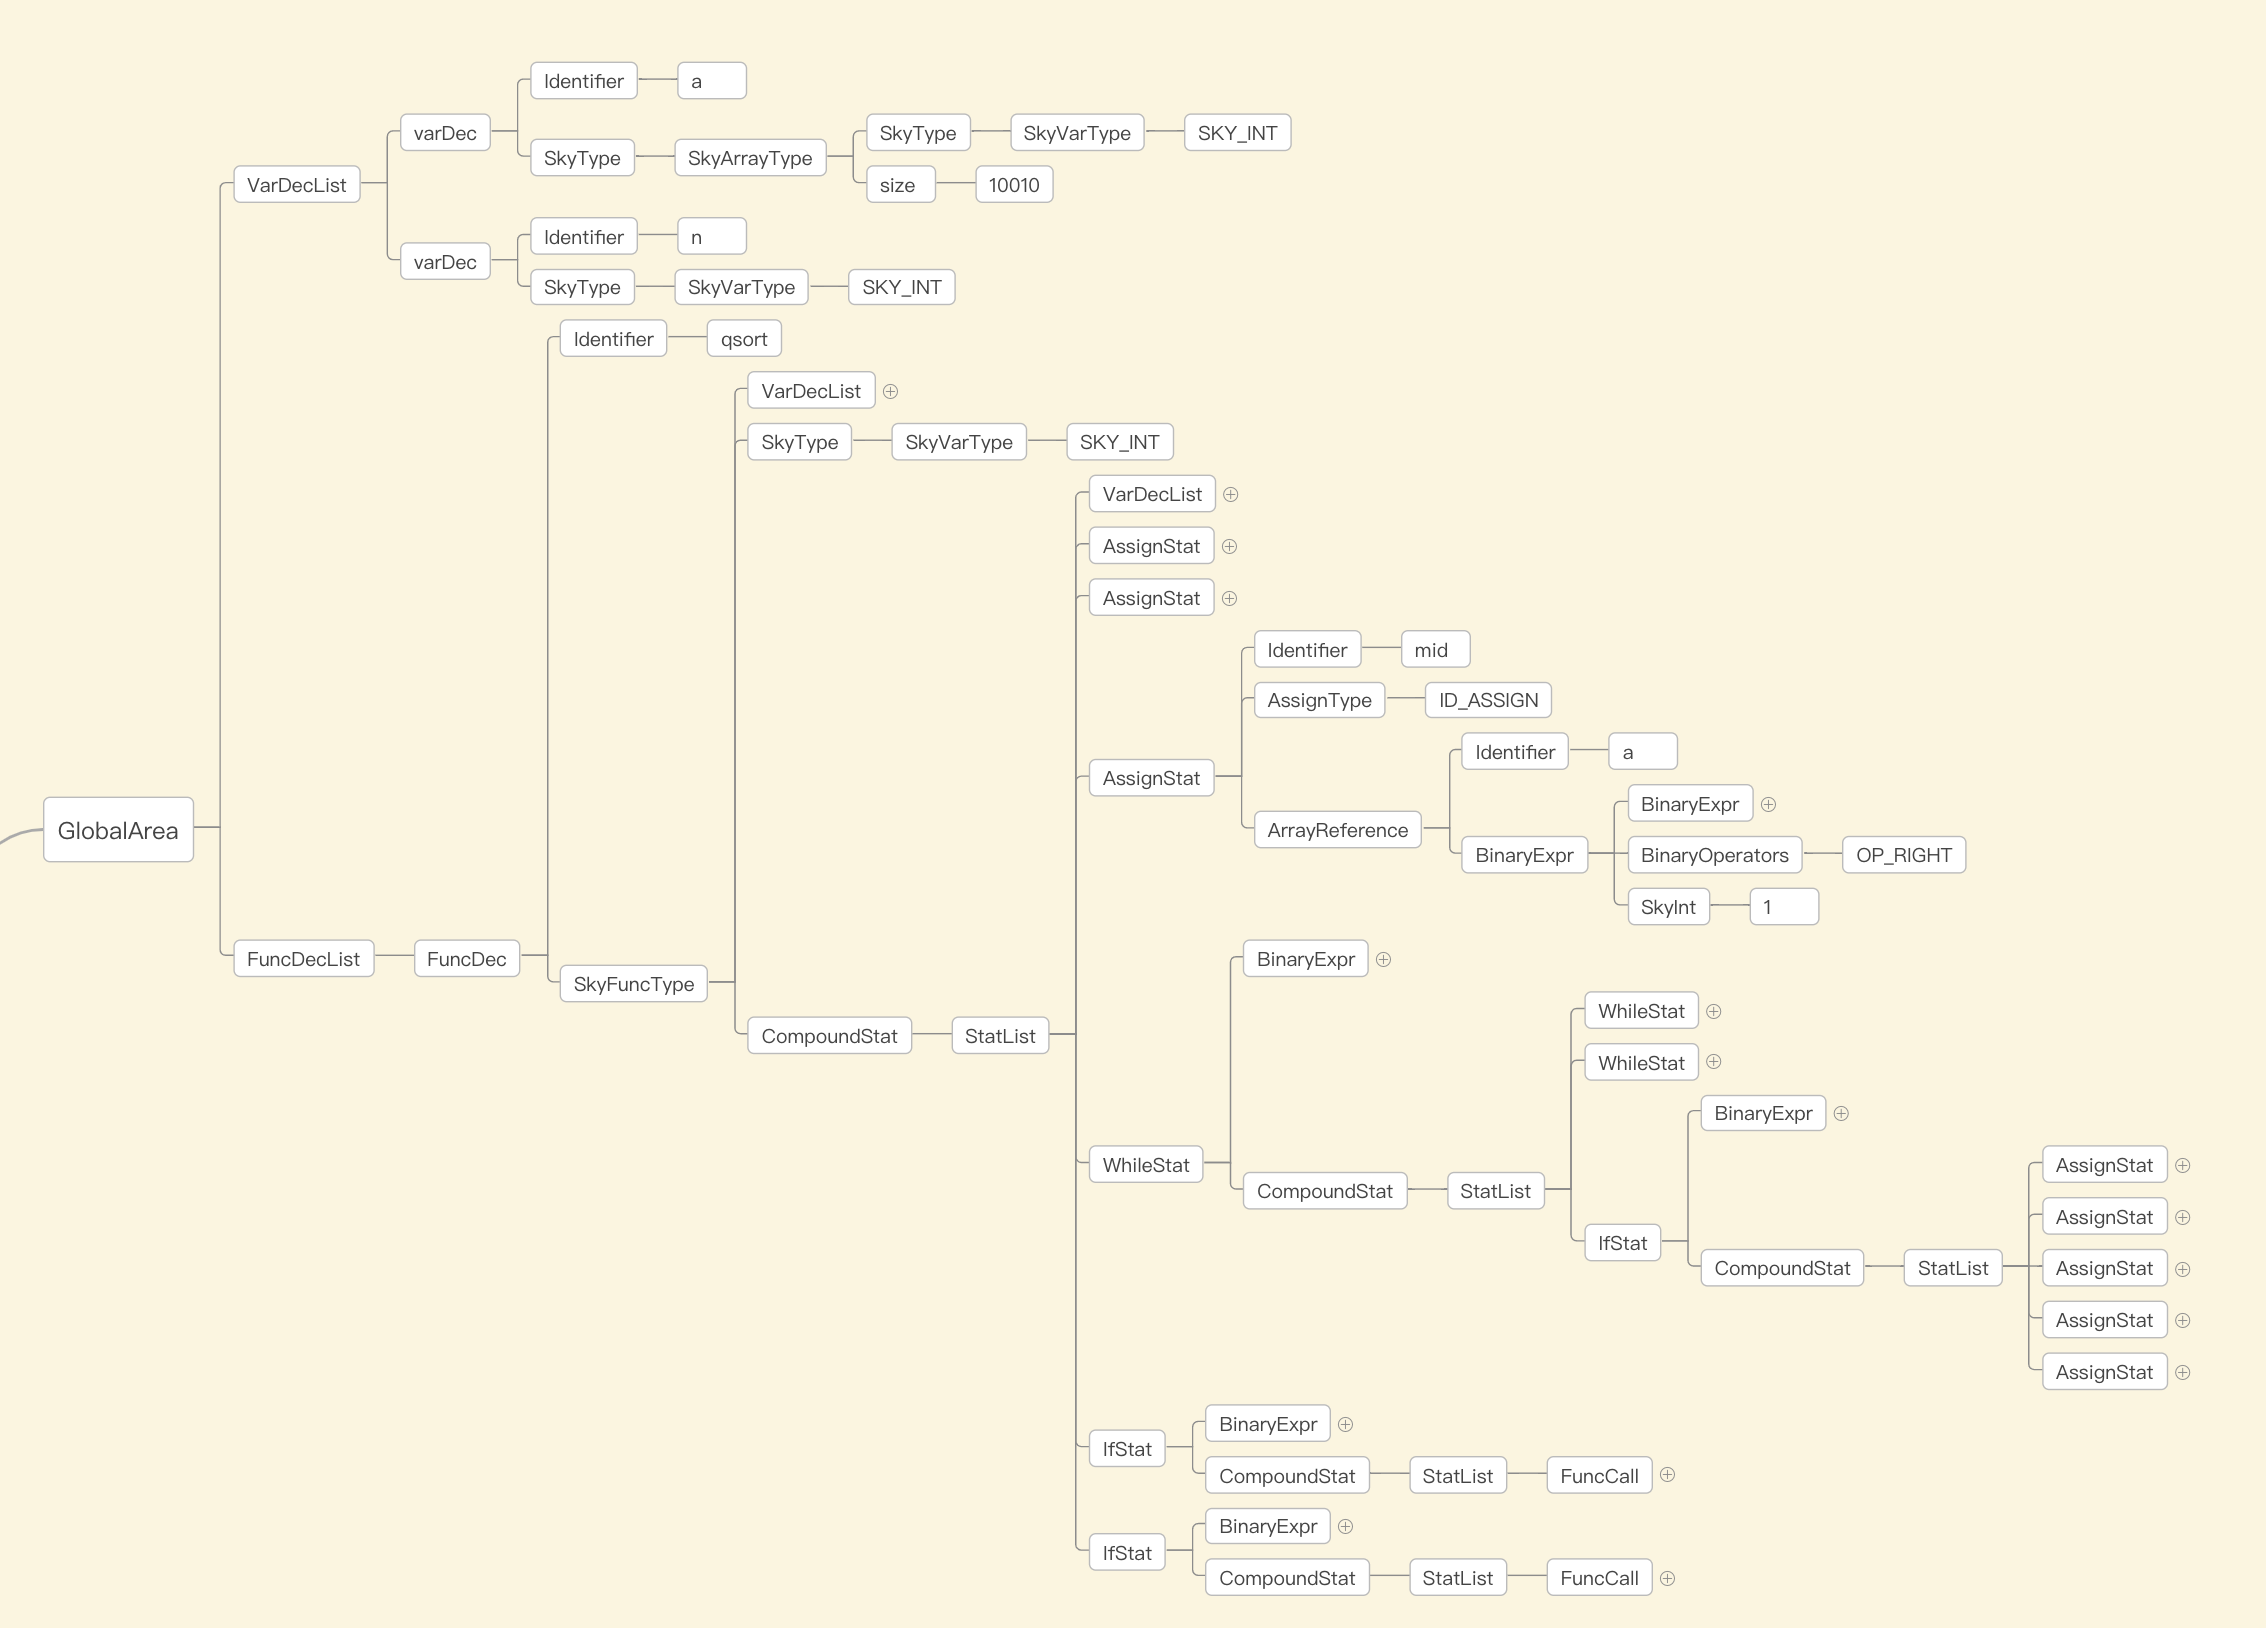 Identifier a
varDec SkyType SkyVarType SKY_INT
SkyType SkyArrayType
VarDecList size 10010
Identifier n
varDec
SkyType SkyVarType SKY_INT
Identifier qsort
VarDecList
SkyType SkyVarType SKY_INT
VarDecList
AssignStat
AssignStat
Identifier mid
AssignType ID_ASSIGN
Identifier a
AssignStat
BinaryExpr
GlobalArea ArrayReference
BinaryExpr BinaryOperators OP_RIGHT
SkyInt 1
FuncDecList FuncDec BinaryExpr
SkyFuncType
WhileStat
CompoundStat StatList
WhileStat
BinaryExpr
WhileStat AssignStat
CompoundStat StatList
AssignStat
IfStat
CompoundStat StatList AssignStat
AssignStat
AssignStat
BinaryExpr
IfStat
CompoundStat StatList FuncCall
BinaryExpr
IfStat
CompoundStat StatList FuncCall